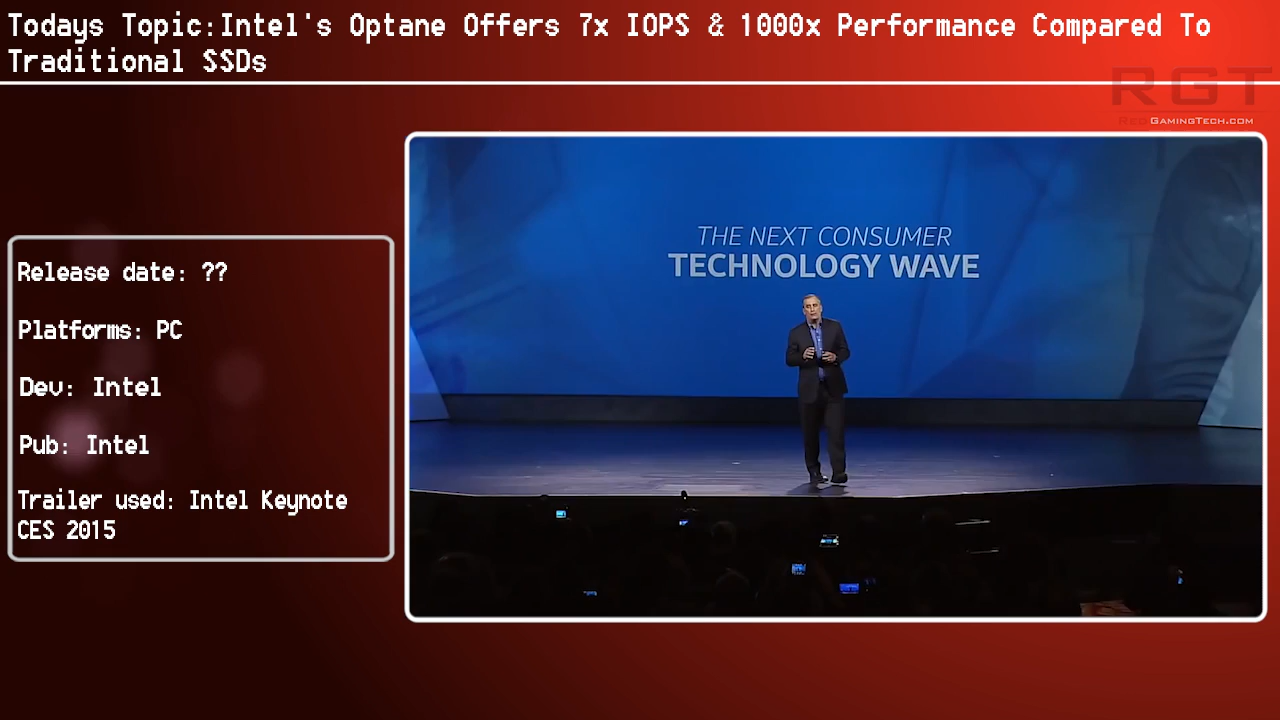 Todays Topic:Intel's Optane Offers 7x IOPS & 1000x Performance Compared To
Traditional SSDs
RGT
RedGamingTech.com
THE NEXT CONSUMER
TECHNOLOGY WAVE
Release date: ??
Platforms: PC
Dev: Intel
Pub: Intel
Trailer used: Intel Keynote
CES 2015